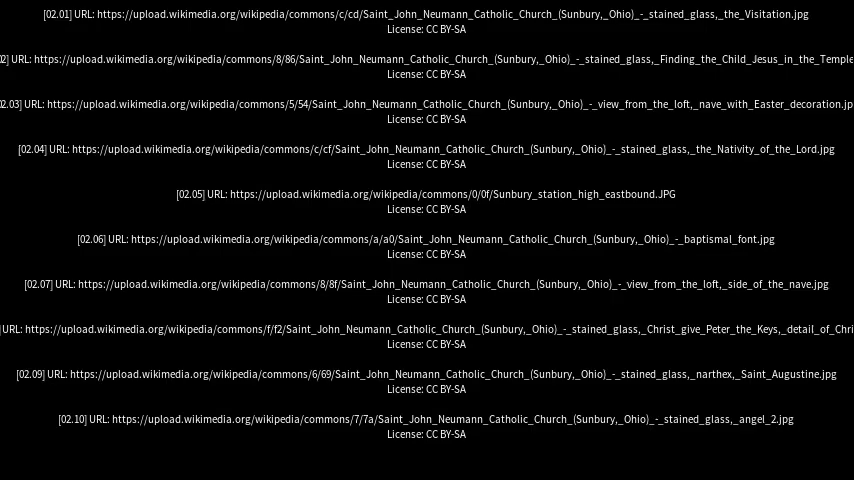 [02.01] URL: https://upload.wikimedia.org/wikipedia/commons/c/cd/Saint_John_Neumann_Catholic_Church_(Sunbury,_Ohio)_-_stained_glass,_the_Visitation.jpg
License: CC BY-SA
02] URL: https://upload.wikimedia.org/wikipedia/commons/8/86/Saint_John_Neumann_Catholic_Church_(Sunbury,_Ohio)_-_stained_glass,_Finding_the_Child_Jesus_in_the_Temple
License: CC BY-SA
02.03] URL: https://upload.wikimedia.org/wikipedia/commons/5/54/Saint_John_Neumann_Catholic_Church_(Sunbury,_Ohio)_-_view_from_the_loft,_nave_with_Easter_decoration.jp
License: CC BY-SA
[02.04] URL: https://upload.wikimedia.org/wikipedia/commons/c/cf/Saint_John_Neumann_Catholic_Church_(Sunbury,_Ohio)_-_stained_glass,_the_Nativity_of_the_Lord.jpg
License: CC BY-SA
[02.05] URL: https://upload.wikimedia.org/wikipedia/commons/0/0f/Sunbury_station_high_eastbound.JPG
License: CC BY-SA
[02.06] URL: https://upload.wikimedia.org/wikipedia/commons/a/a0/Saint_John_Neumann_Catholic_Church_(Sunbury,_Ohio)_-_baptismal_font.jpg
License: CC BY-SA
[02.07] URL: https://upload.wikimedia.org/wikipedia/commons/8/8f/Saint_John_Neumann_Catholic_Church_(Sunbury,_Ohio)_-_view_from_the_loft,_side_of_the_nave.jpg
License: CC BY-SA
] URL: https://upload.wikimedia.org/wikipedia/commons/f/f2/Saint_John_Neumann_Catholic_Church_(Sunbury,_Ohio)_-_stained_glass,_Christ_give_Peter_the_Keys,_detail_of_Chri
License: CC BY-SA
[02.09] URL: https://upload.wikimedia.org/wikipedia/commons/6/69/Saint_John_Neumann_Catholic_Church_(Sunbury,_Ohio)_-_stained_glass,_narthex,_Saint_Augustine.jpg
License: CC BY-SA
[02.10] URL: https://upload.wikimedia.org/wikipedia/commons/7/7a/Saint_John_Neumann_Catholic_Church_(Sunbury,_Ohio)_-_stained_glass,_angel_2.jpg
License: CC BY-SA